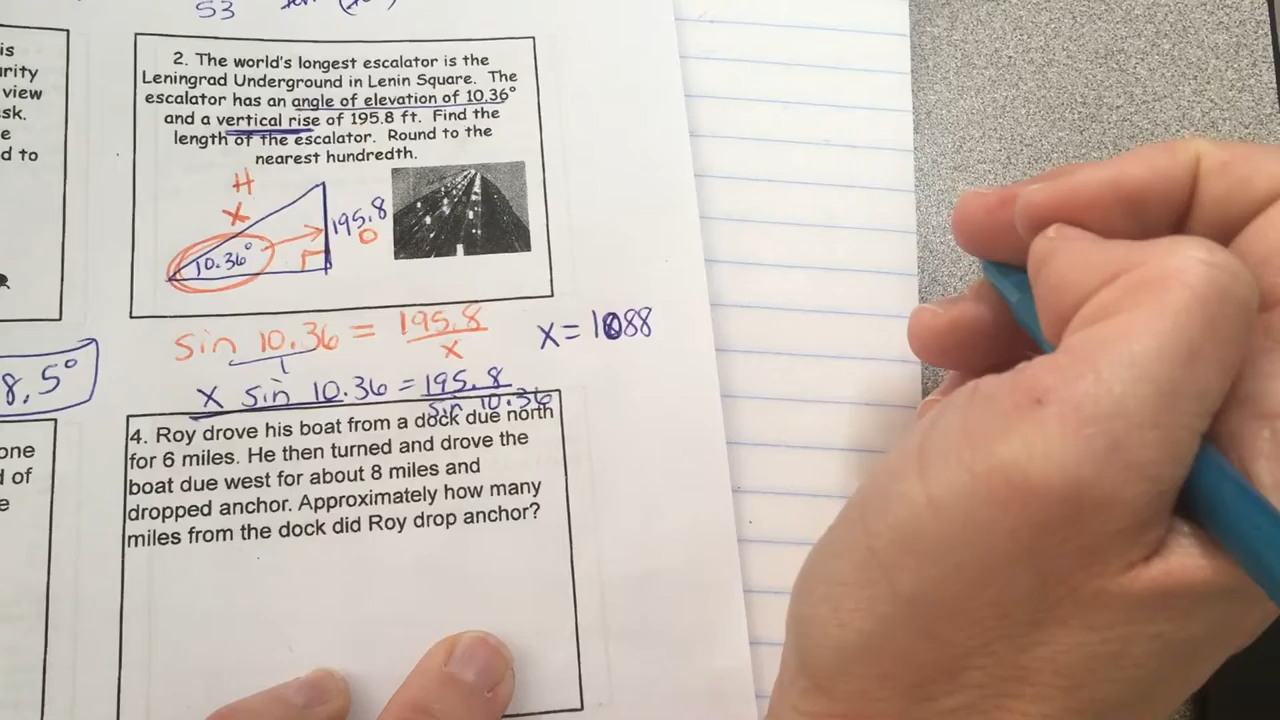 53
is
urity
view
sk.
e
d to
2. The world's longest escalator is the
Leningrad Underground in Lenin Square. The
escalator has an angle of elevation of 10.36°
and a vertical rise of 195.8 ft. Find the
length of the escalator. Round to the
nearest hundredth.
H
X
195.8
O
10.36°
sin 10.36 = 195.8
x
x = 1088
8.5°
x sin 10.36 = 195.8
sin 10.36
one
d of
e
4. Roy drove his boat from a dock due north
for 6 miles. He then turned and drove the
boat due west for about 8 miles and
dropped anchor. Approximately how many
miles from the dock did Roy drop anchor?